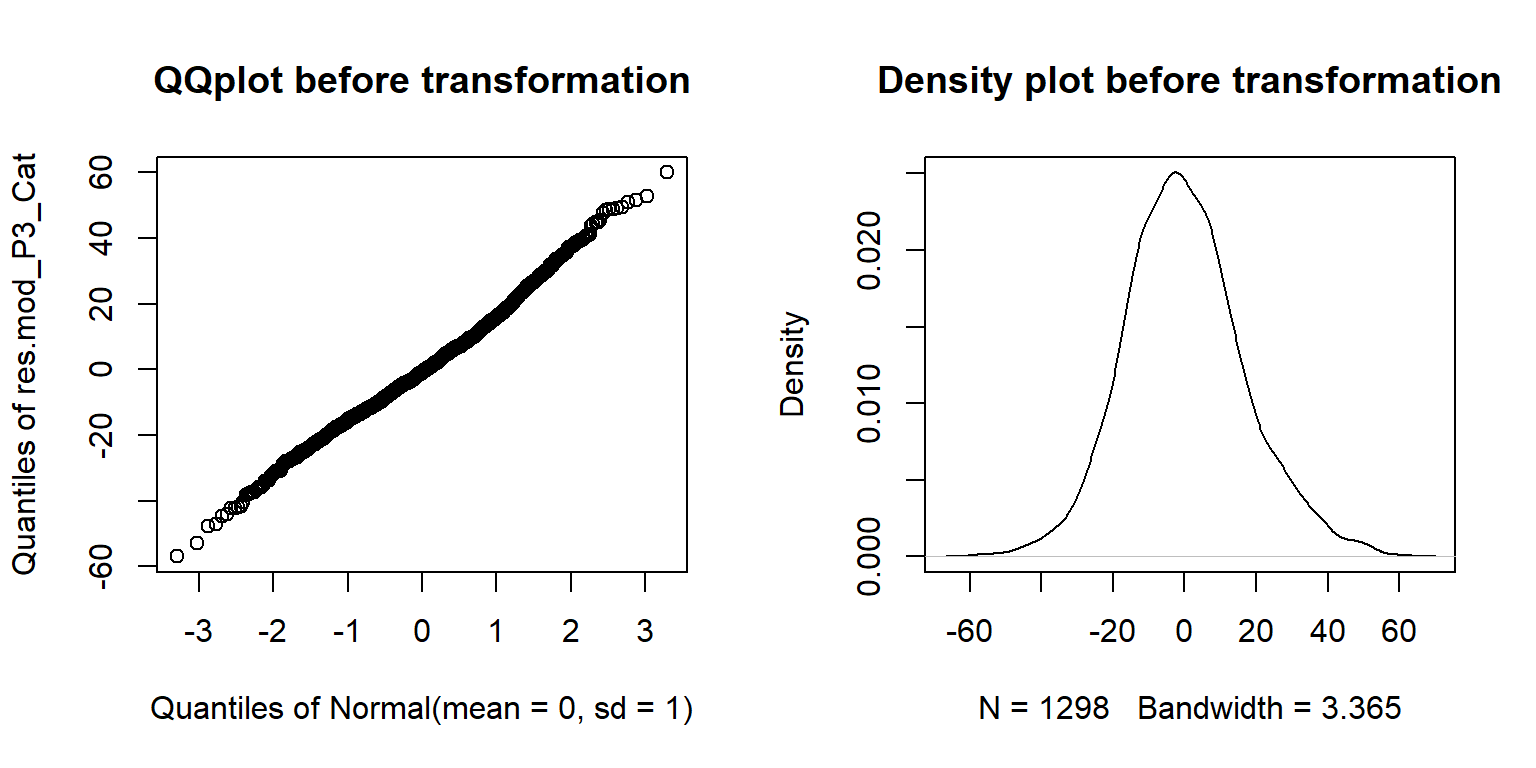 QQplot before transformation
Quantiles of res.mod_P3_Cat
60
40
20
0
-20
-60
-3 -2 -1 0 1 2 3
Quantiles of Normal(mean = 0, sd = 1)
Density plot before transformation
Density
0.020
0.010
0.000
-60 -20 0 20 40 60
N = 1298 Bandwidth = 3.365